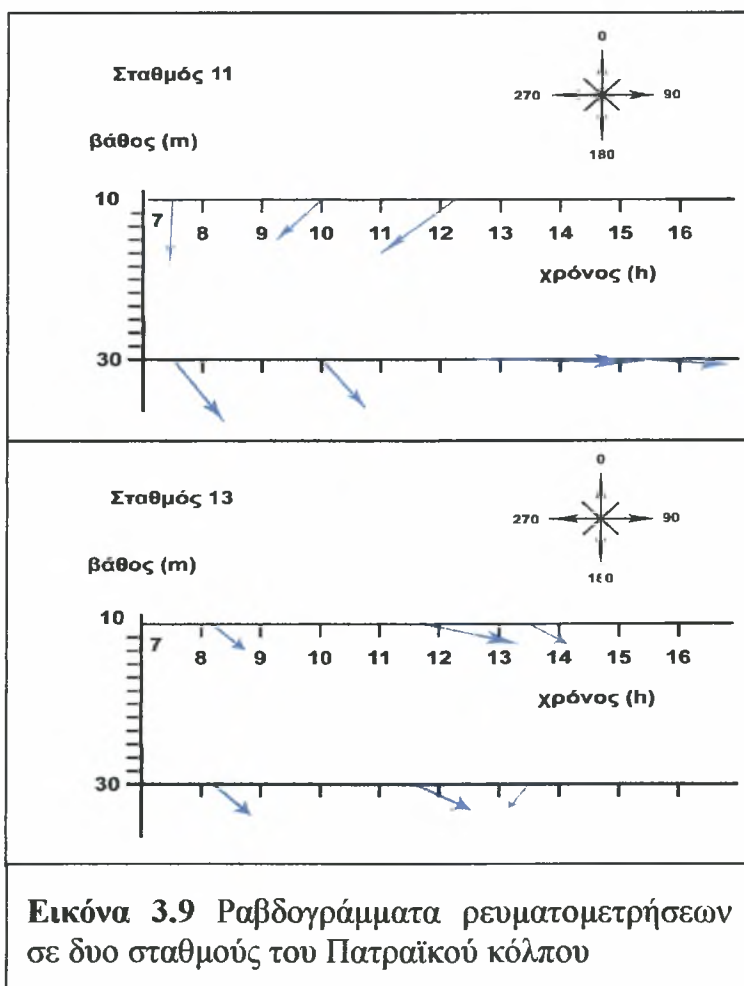 0
Σταθμός 11
270
90
βάθος (m)
180
10
7 8 9 10 11 12 13 14 15 16
χρόνος (h)
30
0
Σταθμός 13
270
90
βάθος (m)
180
10
7 8 9 10 11 12 13 14 15 16
χρόνος (h)
30
Εικόνα 3.9 Ραβδογράμματα ρευματομετρήσεων
σε δυο σταθμούς του Πατραϊκού κόλπου